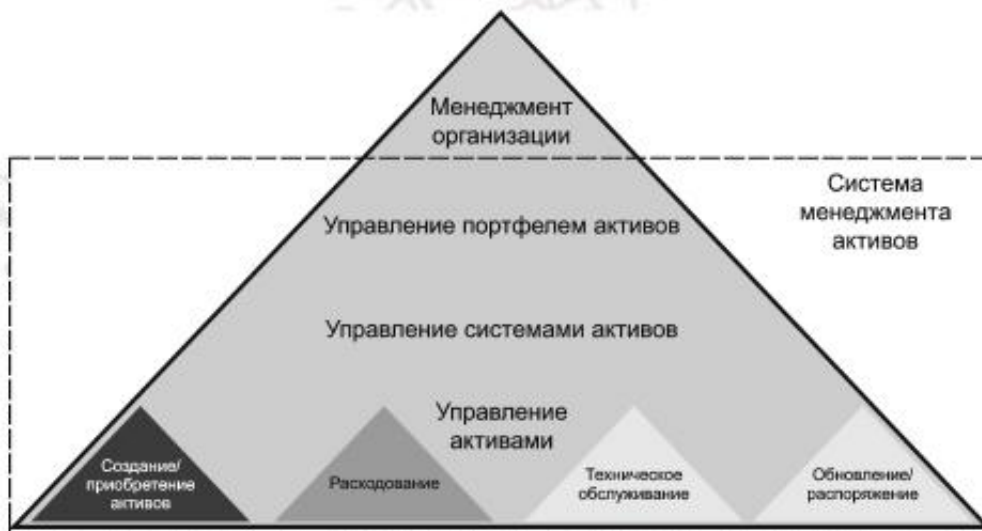 Менеджмент
организации
Система
менеджмента
активов
Управление портфелем активов
Управление системами активов
Управление
активами
Создание/
приобретение
активов
Расходование
Техническое
обслуживание
Обновление/
распоряжение